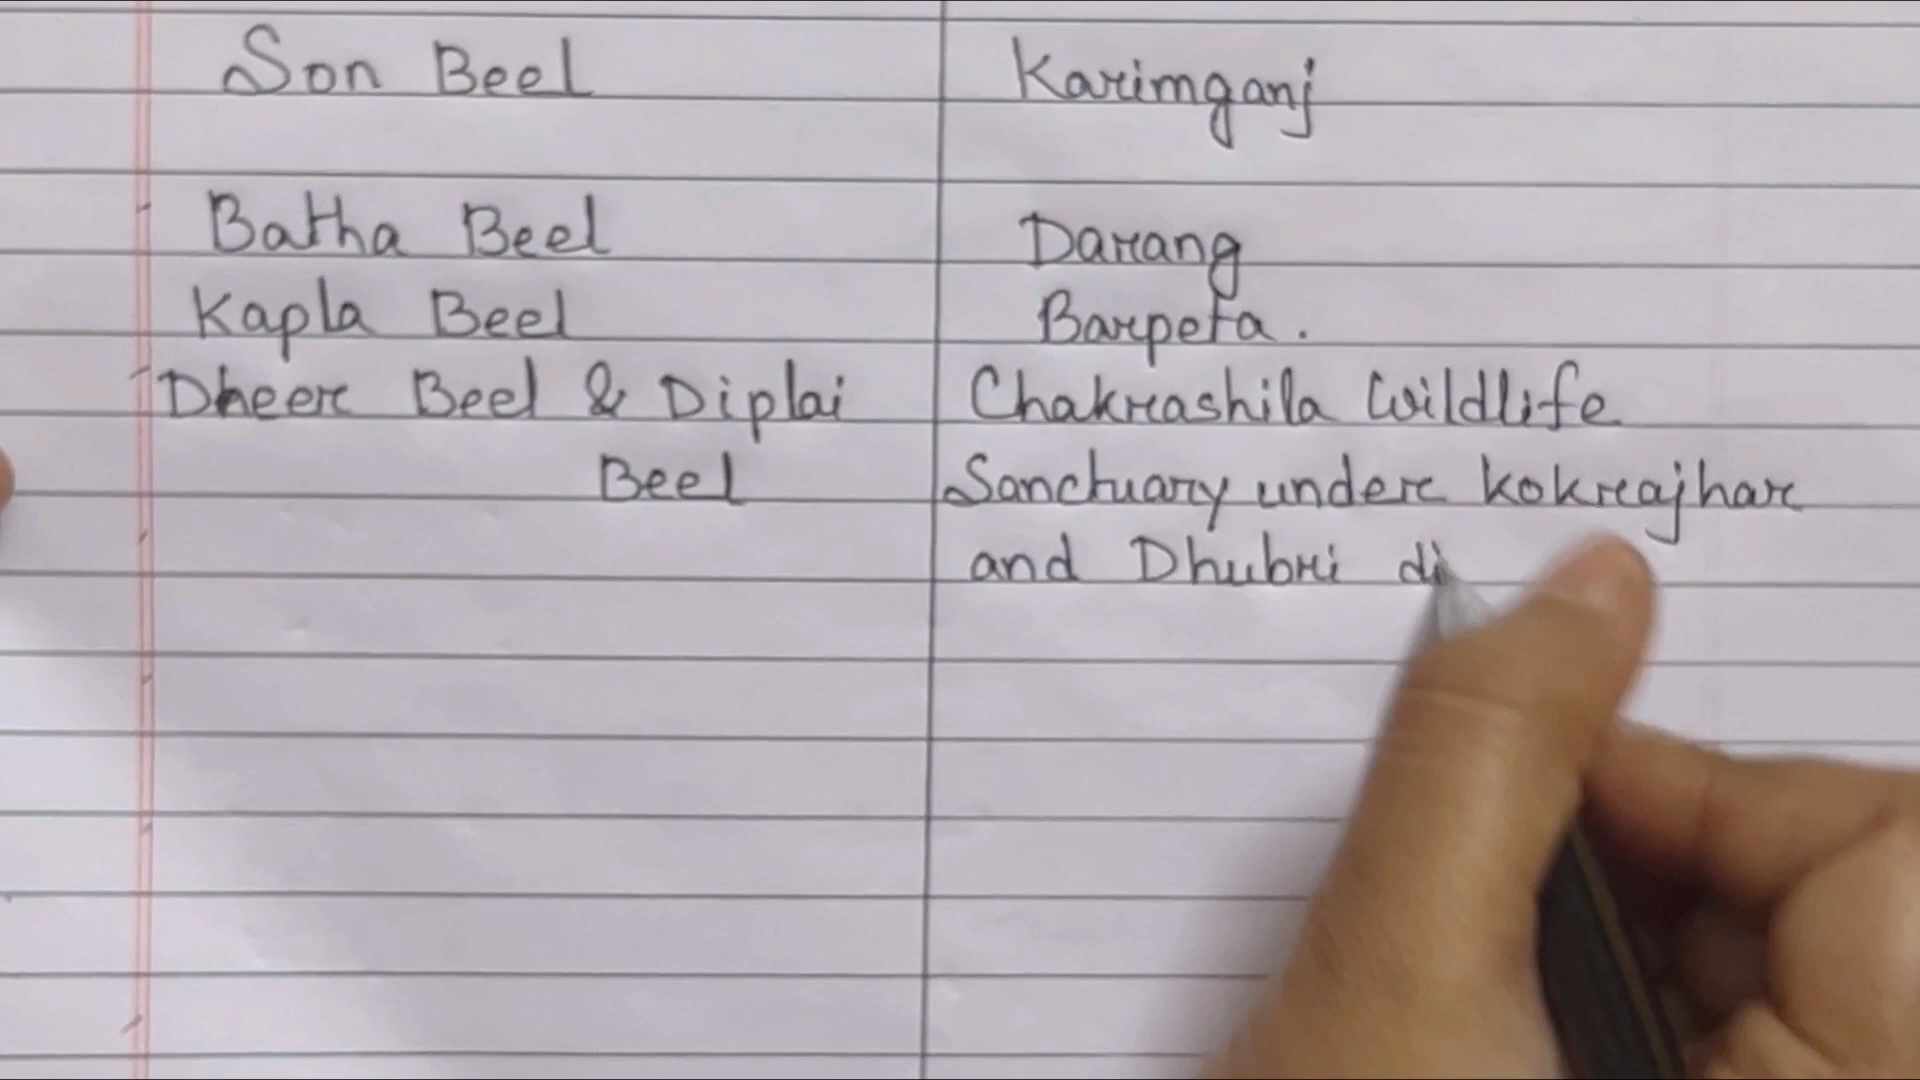 Son Beel Karimganj
Batha Beel Darang
Kapla Beel Barpeta.
Dheer Beel & Diplai Chakrashila Wildlife
Beel Sanctuary under Kokrajhar
and Dhubri di